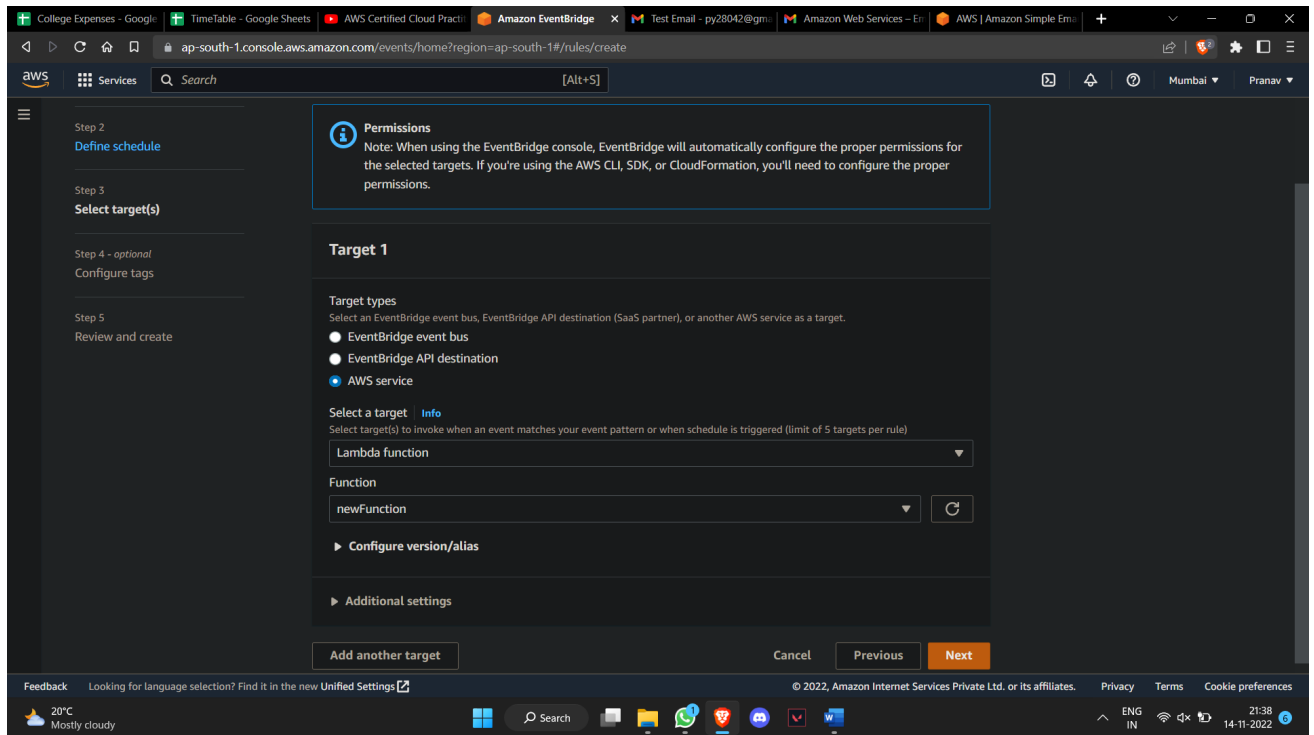 College Expenses - Google
TimeTable - Google Sheets
AWS Certified Cloud Practit
Amazon EventBridge
Test Email - py28042@gma
Amazon Web Services – En
AWS | Amazon Simple Ema
ap-south-1.console.aws.amazon.com/events/home?region=ap-south-1#/rules/create
2
aws
Services
Search
[Alt+S]
Mumbai
Pranav
Step 2
Define schedule
Step 3
Select target(s)
Step 4 - optional
Configure tags
Step 5
Review and create
Permissions
Note: When using the EventBridge console, EventBridge will automatically configure the proper permissions for
the selected targets. If you're using the AWS CLI, SDK, or CloudFormation, you'll need to configure the proper
permissions.
Target 1
Target types
Select an EventBridge event bus, EventBridge API destination (SaaS partner), or another AWS service as a target.
EventBridge event bus
EventBridge API destination
AWS service
Select a target Info
Select target(s) to invoke when an event matches your event pattern or when schedule is triggered (limit of 5 targets per rule)
Lambda function
Function
newFunction
Configure version/alias
Additional settings
Add another target
Cancel
Previous
Next
Feedback
Looking for language selection? Find it in the new Unified Settings
© 2022, Amazon Internet Services Private Ltd. or its affiliates.
Privacy
Terms
Cookie preferences
20°C
Mostly cloudy
Search
1
ENG
IN
21:38
14-11-2022
6